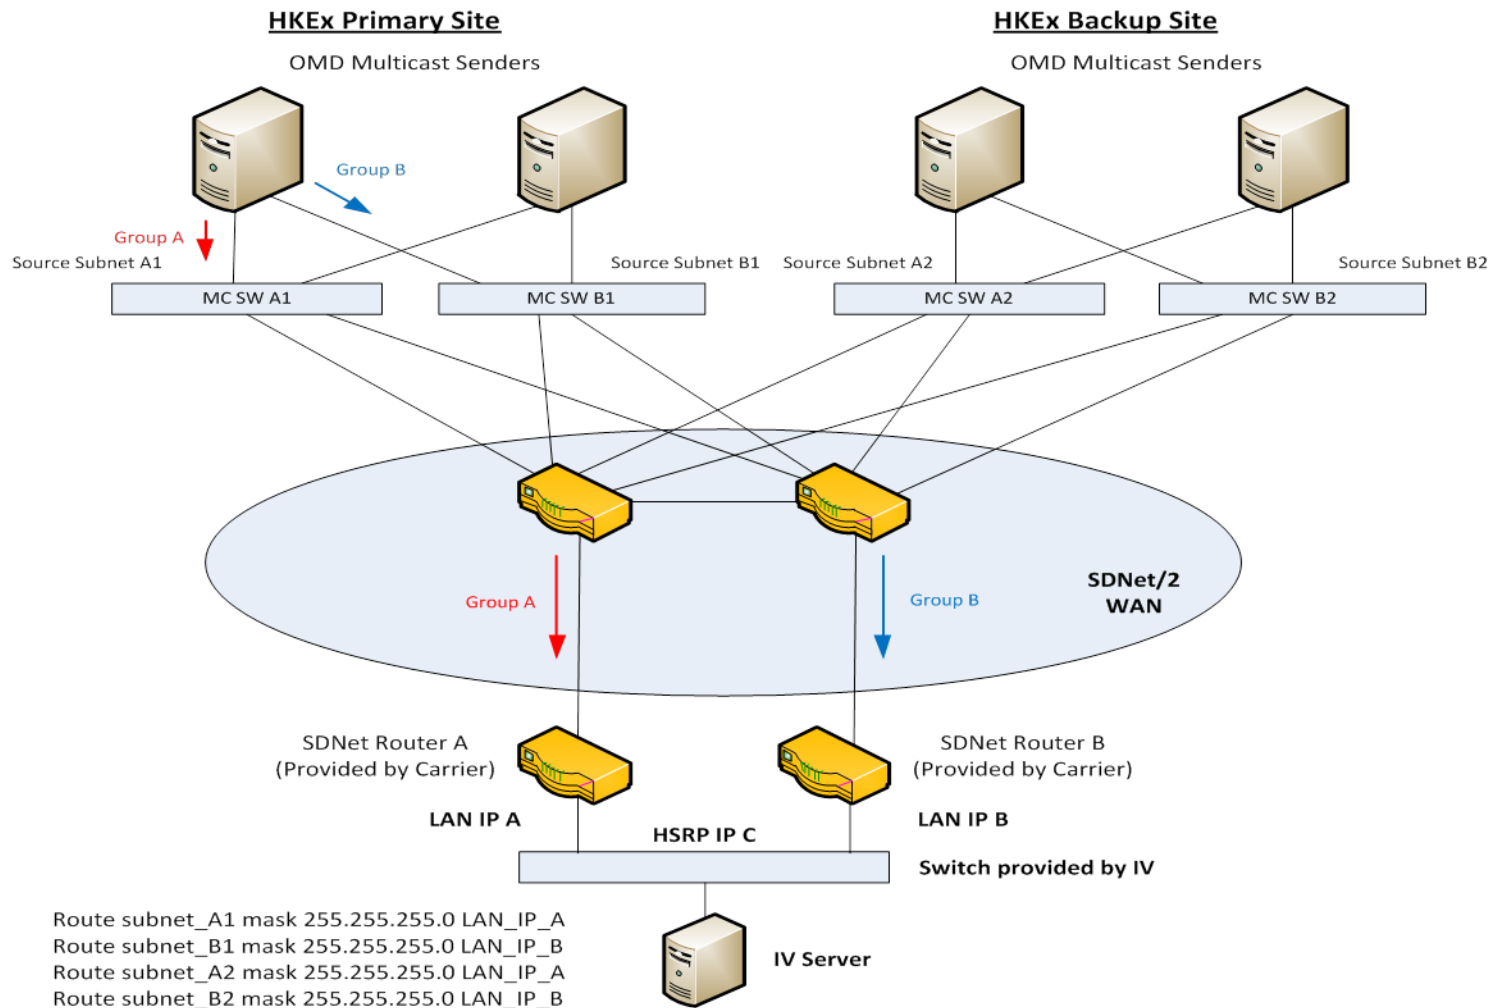 HKEx Primary Site
HKEx Backup Site
OMD Multicast Senders
OMD Multicast Senders
Group B
Group A
Source Subnet A1
Source Subnet B1
Source Subnet A2
Source Subnet B2
MC SW A1
MC SW B1
MC SW A2
MC SW B2
SDNet/2
WAN
Group A
Group B
SDNet Router A
(Provided by Carrier)
SDNet Router B
(Provided by Carrier)
LAN IP A
LAN IP B
HSRP IP C
Switch provided by IV
Route subnet_A1 mask 255.255.255.0 LAN_IP_A
Route subnet_B1 mask 255.255.255.0 LAN_IP_B
Route subnet_A2 mask 255.255.255.0 LAN_IP_A
Route subnet_B2 mask 255.255.255.0 LAN_IP_B
IV Server